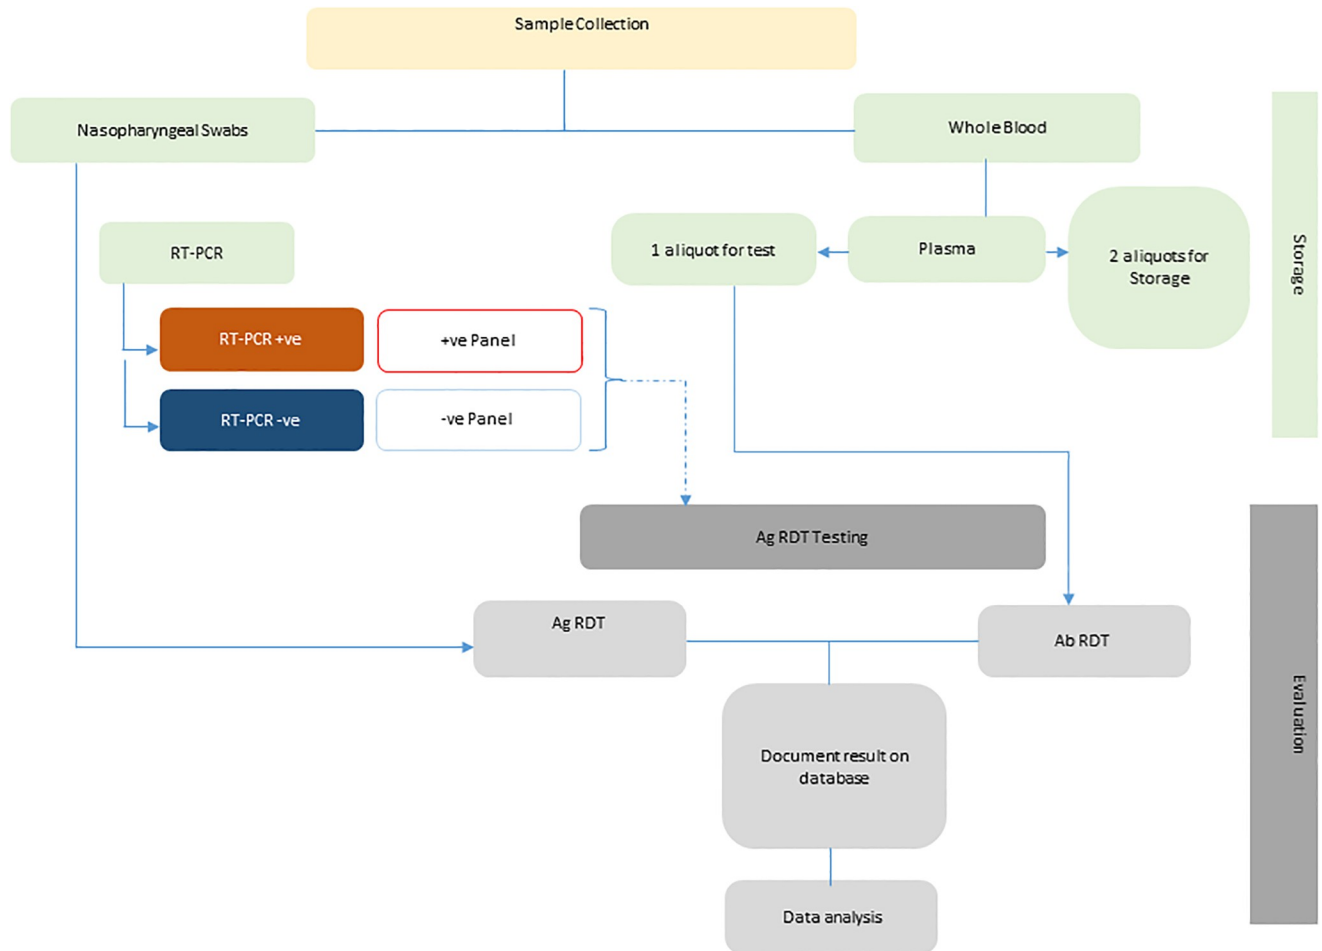 Sample Collection
Nasopharyngeal Swabs
Whole Blood
RT-PCR
1 aliquot for test
Plasma
2 aliquots for
Storage
Storage
RT-PCR +ve
+ve Panel
RT-PCR -ve
-ve Panel
Ag RDT Testing
Ag RDT
Ab RDT
Evaluation
Document result on
database
Data analysis